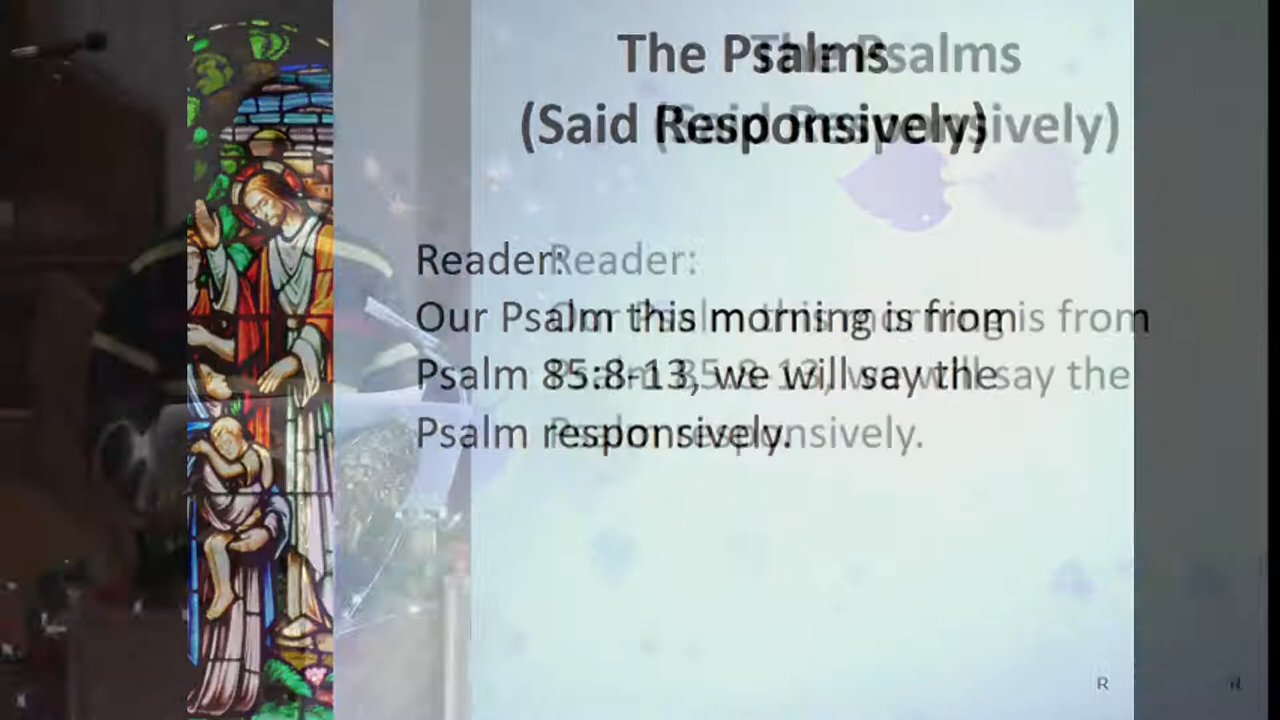 The Psalms
(Said Responsively)
Reader:
Our Psalm this morning is from
Psalm 85:8-13, we will say the
Psalm responsively.
R